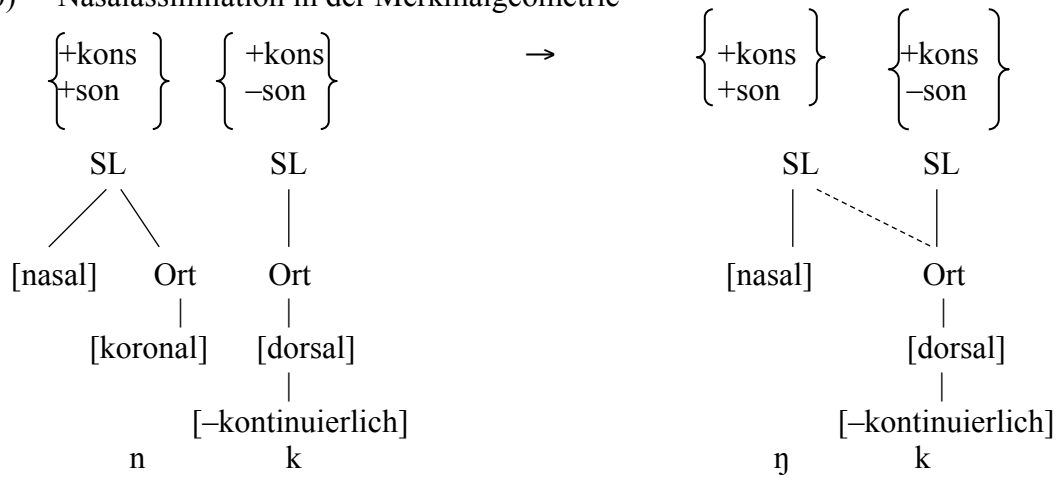 Nasalassimilation in der Merkmalgeometrie
+kons +kons → +kons +kons
+son –son +son –son
SL SL SL SL
[nasal] Ort Ort [nasal] Ort
[koronal] [dorsal] [dorsal]
[–kontinuierlich] [–kontinuierlich]
n k ŋ k